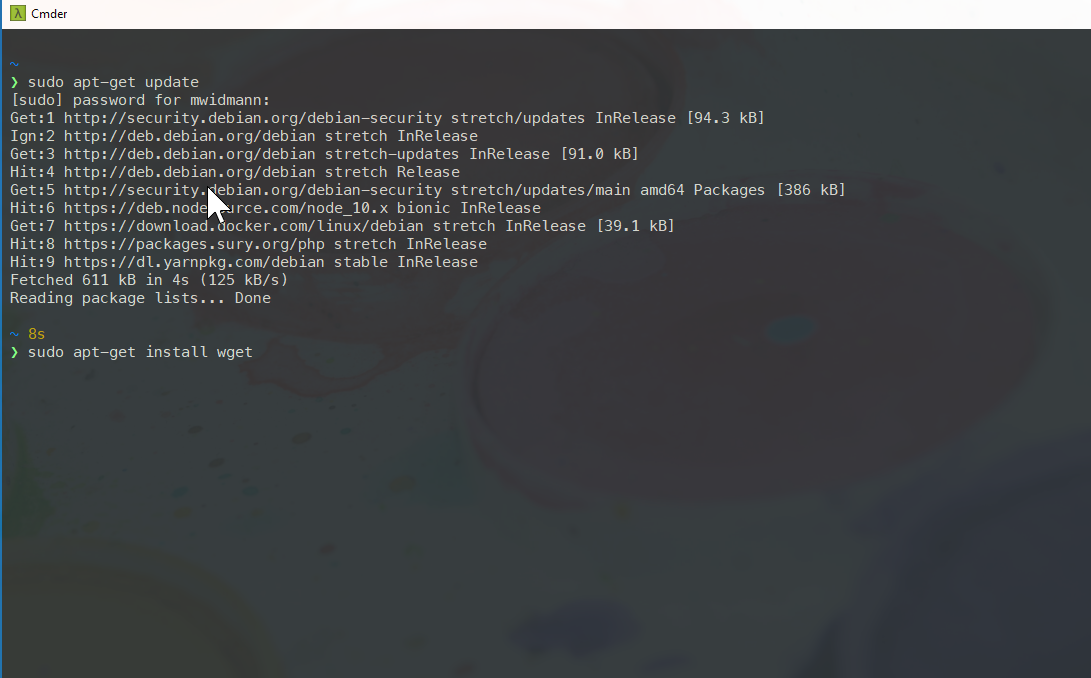 Cmder
~
❯ sudo apt-get update
[sudo] password for mwidmann:
Get:1 http://security.debian.org/debian-security stretch/updates InRelease [94.3 kB]
Ign:2 http://deb.debian.org/debian stretch InRelease
Get:3 http://deb.debian.org/debian stretch-updates InRelease [91.0 kB]
Hit:4 http://deb.debian.org/debian stretch Release
Get:5 http://security.debian.org/debian-security stretch/updates/main amd64 Packages [386 kB]
Hit:6 https://deb.nodesource.com/node_10.x bionic InRelease
Get:7 https://download.docker.com/linux/debian stretch InRelease [39.1 kB]
Hit:8 https://packages.sury.org/php stretch InRelease
Hit:9 https://dl.yarnpkg.com/debian stable InRelease
Fetched 611 kB in 4s (125 kB/s)
Reading package lists... Done
~ 8s
❯ sudo apt-get install wget